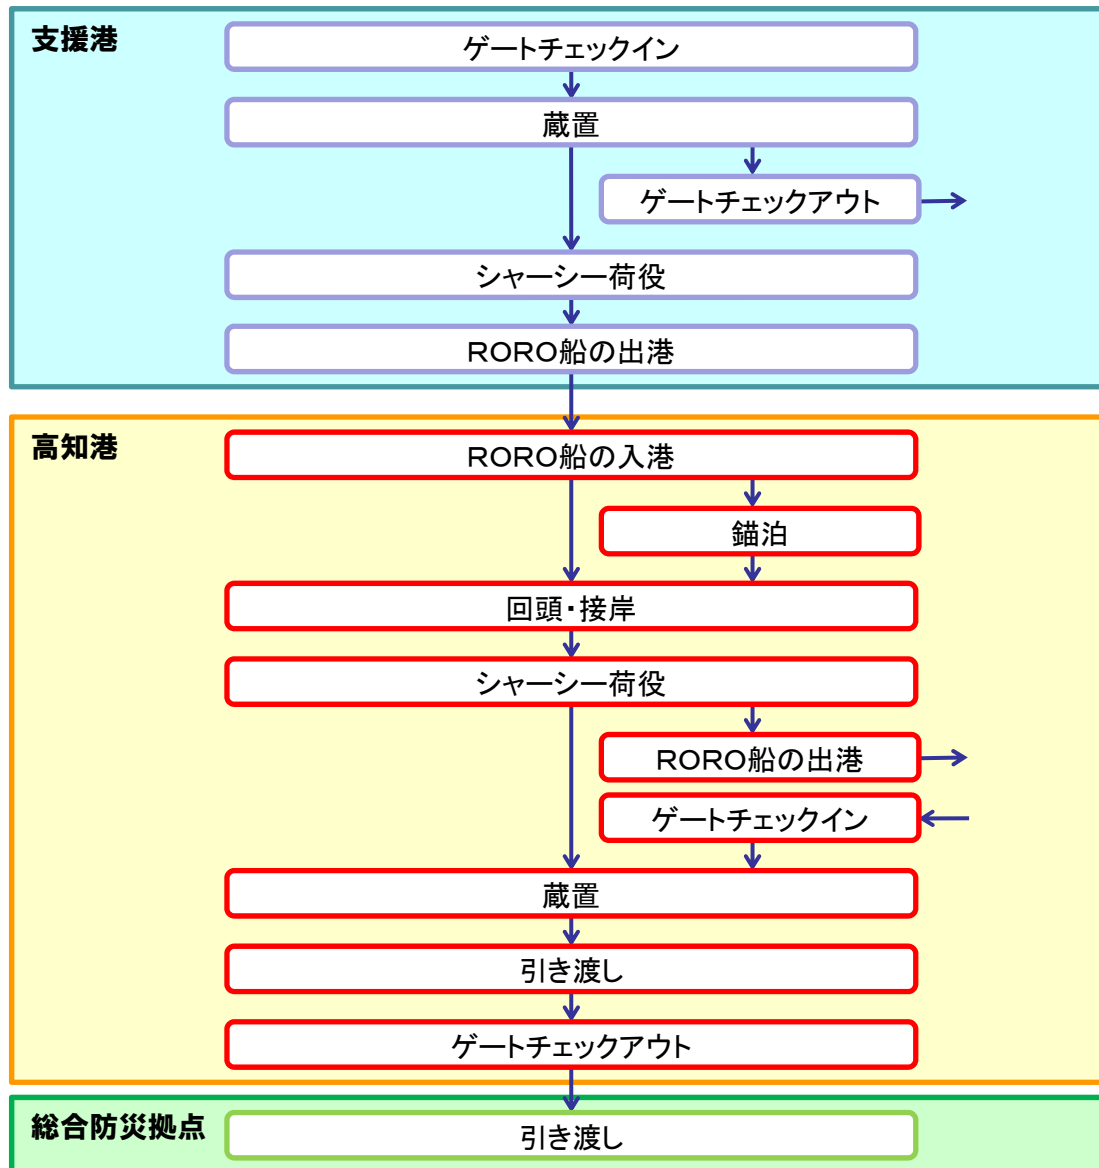 支援港
ゲートチェックイン
蔵置
ゲートチェックアウト
シャーシー荷役
RORO船の出港
高知港
RORO船の入港
錨泊
回頭・接岸
シャーシー荷役
RORO船の出港
ゲートチェックイン
蔵置
引き渡し
ゲートチェックアウト
総合防災拠点
引き渡し